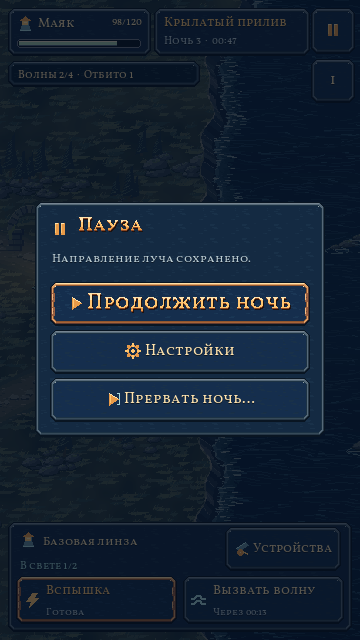 Маяк 98/120
Крылатый прилив
Ночь 3 · 00:47
Волны 2/4 · Отбито 1
I
Пауза
Направление луча сохранено.
Продолжить ночь
Настройки
Прервать ночь...
Базовая линза
В свете 1/2
Устройства
Вспышка
Готова
Вызвать волну
Через 00:13